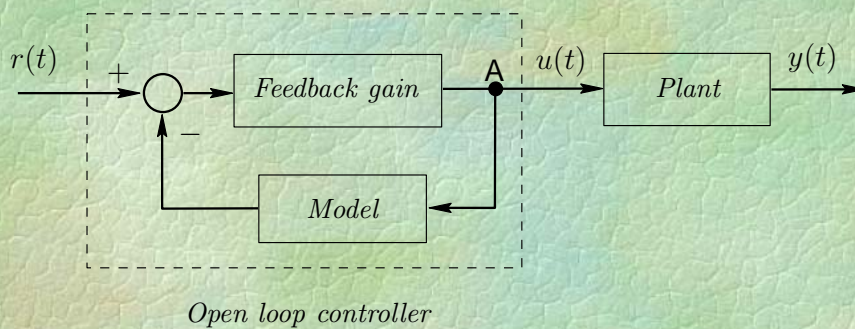 r(t)
+
−
Feedback gain
A
u(t)
Plant
y(t)
Model
Open loop controller